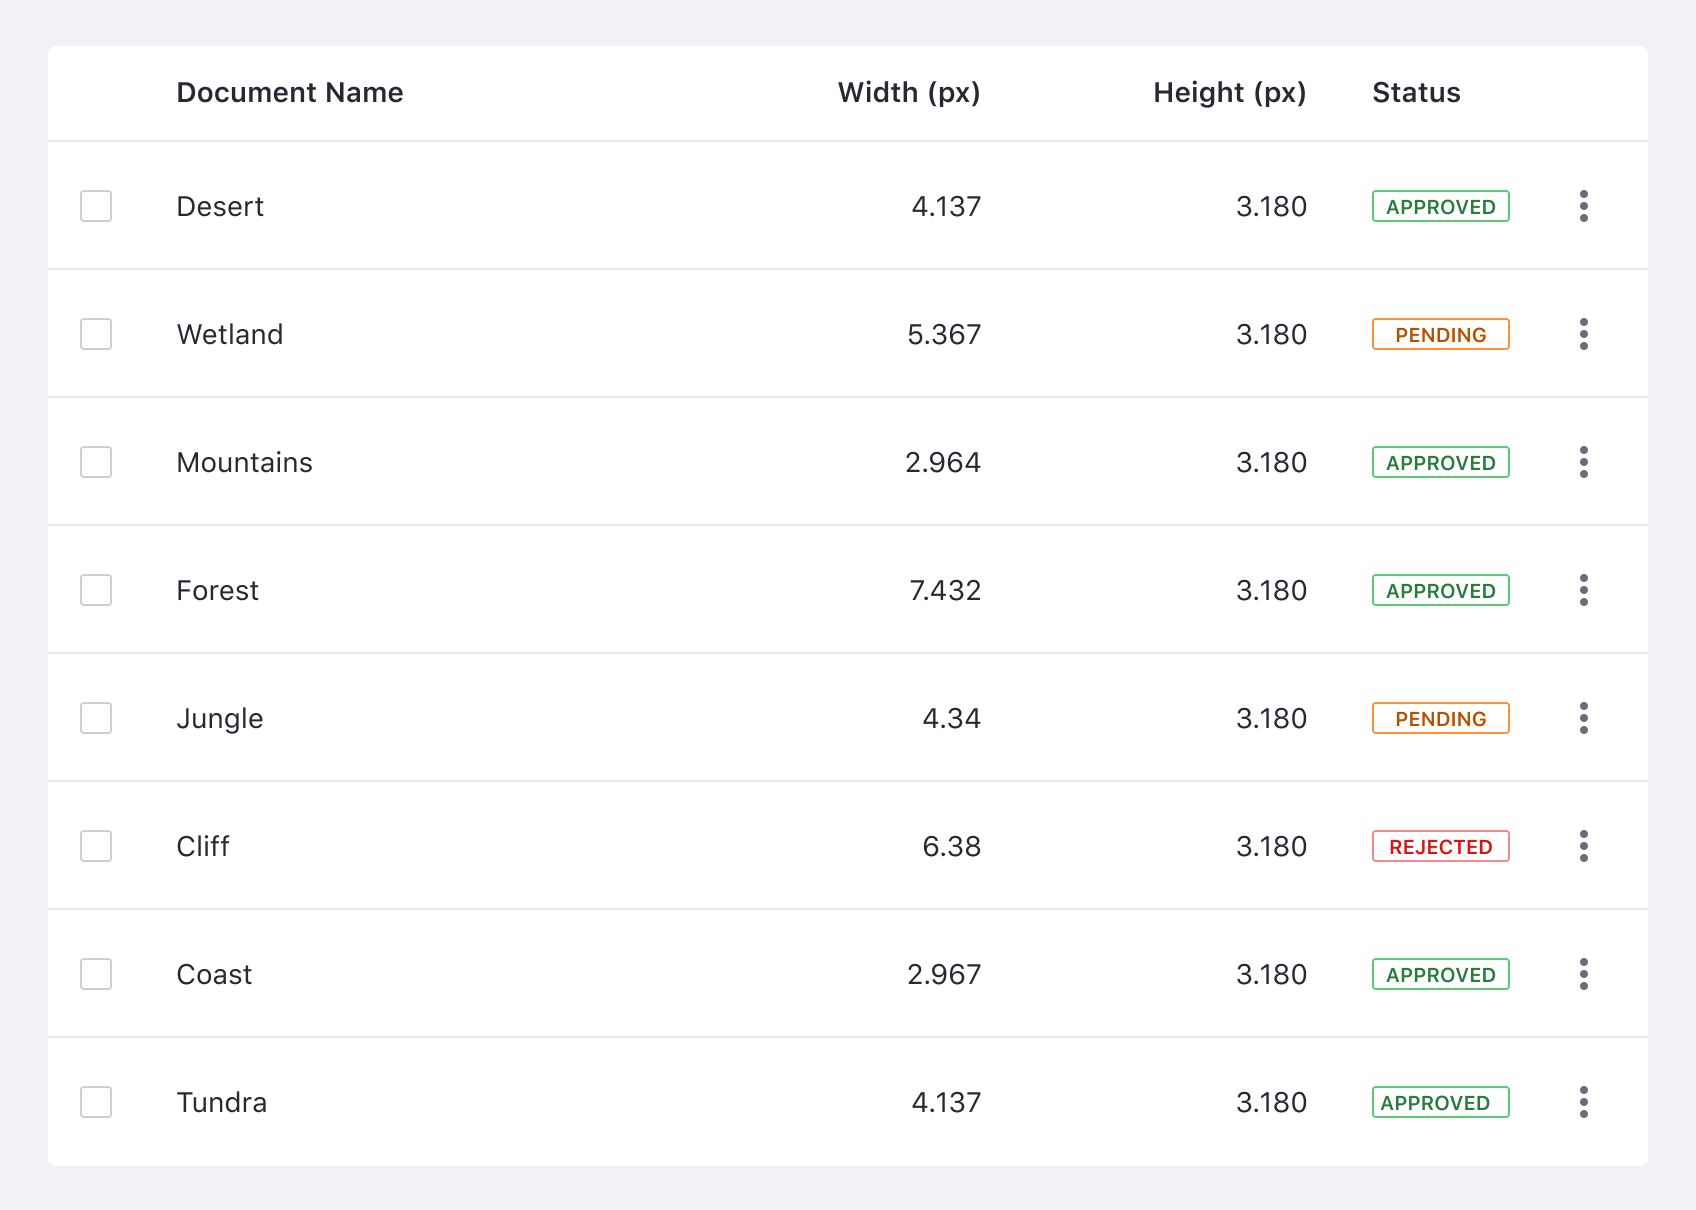 Document Name Width (px) Height (px) Status
Desert 4.137 3.180 APPROVED
Wetland 5.367 3.180 PENDING
Mountains 2.964 3.180 APPROVED
Forest 7.432 3.180 APPROVED
Jungle 4.34 3.180 PENDING
Cliff 6.38 3.180 REJECTED
Coast 2.967 3.180 APPROVED
Tundra 4.137 3.180 APPROVED